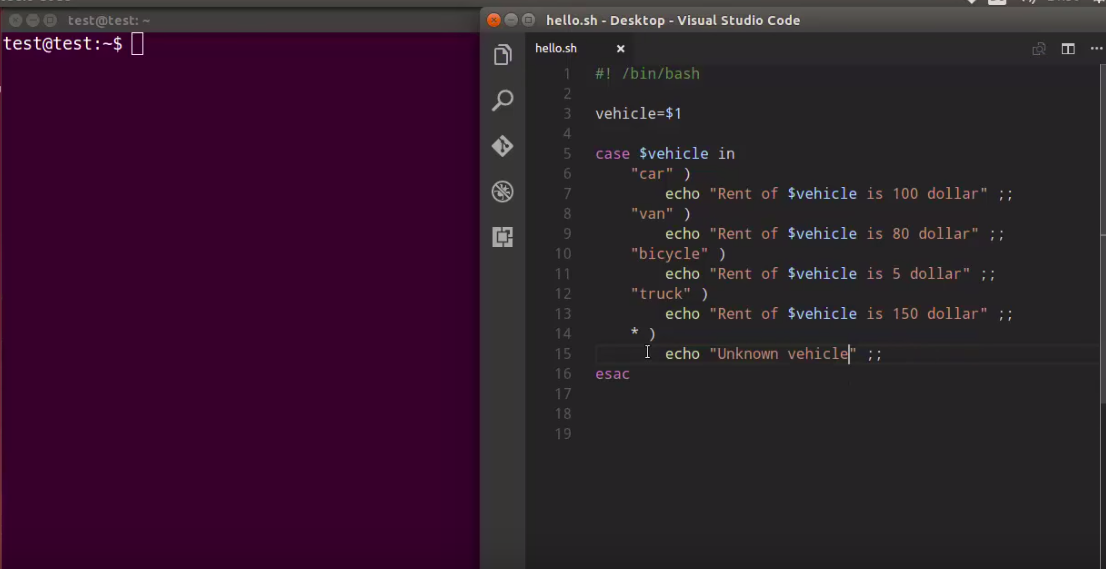 test@test: ~
test@test:~$
hello.sh - Desktop - Visual Studio Code
hello.sh
1 #! /bin/bash
2
3 vehicle=$1
4
5 case $vehicle in
6 "car" )
7 echo "Rent of $vehicle is 100 dollar" ;;
8 "van" )
9 echo "Rent of $vehicle is 80 dollar" ;;
10 "bicycle" )
11 echo "Rent of $vehicle is 5 dollar" ;;
12 "truck" )
13 echo "Rent of $vehicle is 150 dollar" ;;
14 * )
15 echo "Unknown vehicle" ;;
16 esac
17
18
19